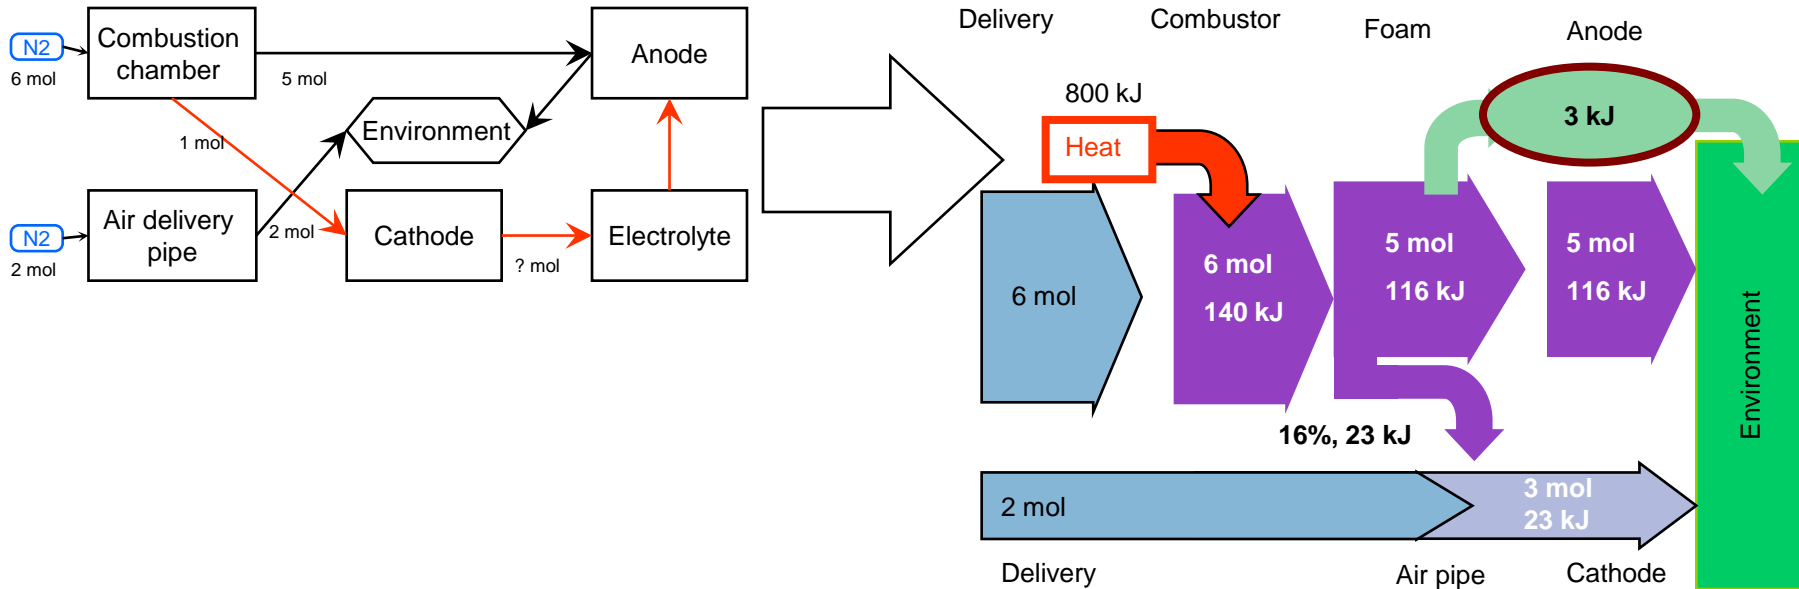 N2
6 mol
Combustion
chamber
5 mol
Anode
Environment
1 mol
N2
2 mol
Air delivery
pipe
2 mol
Cathode
? mol
Electrolyte
Delivery
Combustor
Foam
Anode
800 kJ
Heat
3 kJ
6 mol
6 mol
140 kJ
5 mol
116 kJ
5 mol
116 kJ
16%, 23 kJ
Environment
2 mol
3 mol
23 kJ
Delivery
Air pipe
Cathode